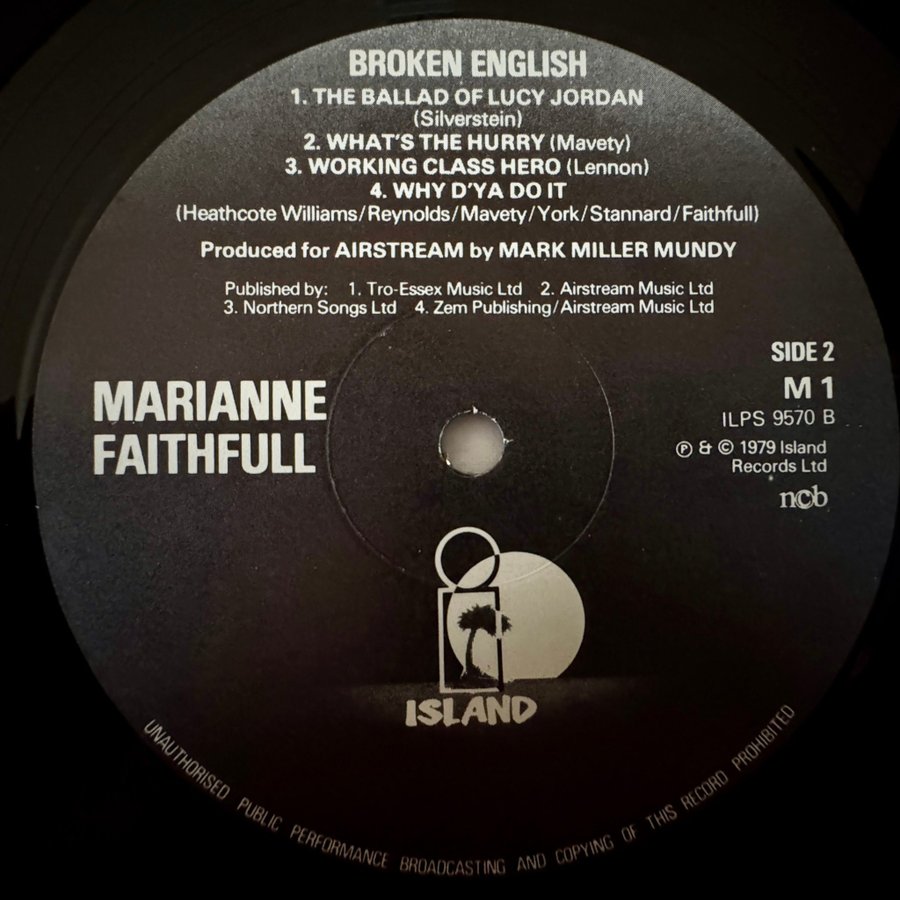 BROKEN ENGLISH
1. THE BALLAD OF LUCY JORDAN
(Silverstein)
2. WHAT'S THE HURRY (Mavety)
3. WORKING CLASS HERO (Lennon)
4. WHY D'YA DO IT
(Heathcote Williams/Reynolds/Mavety/York/Stannard/Faithfull)
Produced for AIRSTREAM by MARK MILLER MUNDY
Published by: 1. Tro-Essex Music Ltd 2. Airstream Music Ltd
3. Northern Songs Ltd 4. Zem Publishing/Airstream Music Ltd
MARIANNE
FAITHFULL
SIDE 2
M 1
ILPS 9570 B
℗ & © 1979 Island
Records Ltd
ncb
ISLAND
UNAUTHORISED PUBLIC PERFORMANCE BROADCASTING AND COPYING OF THIS RECORD PROHIBITED